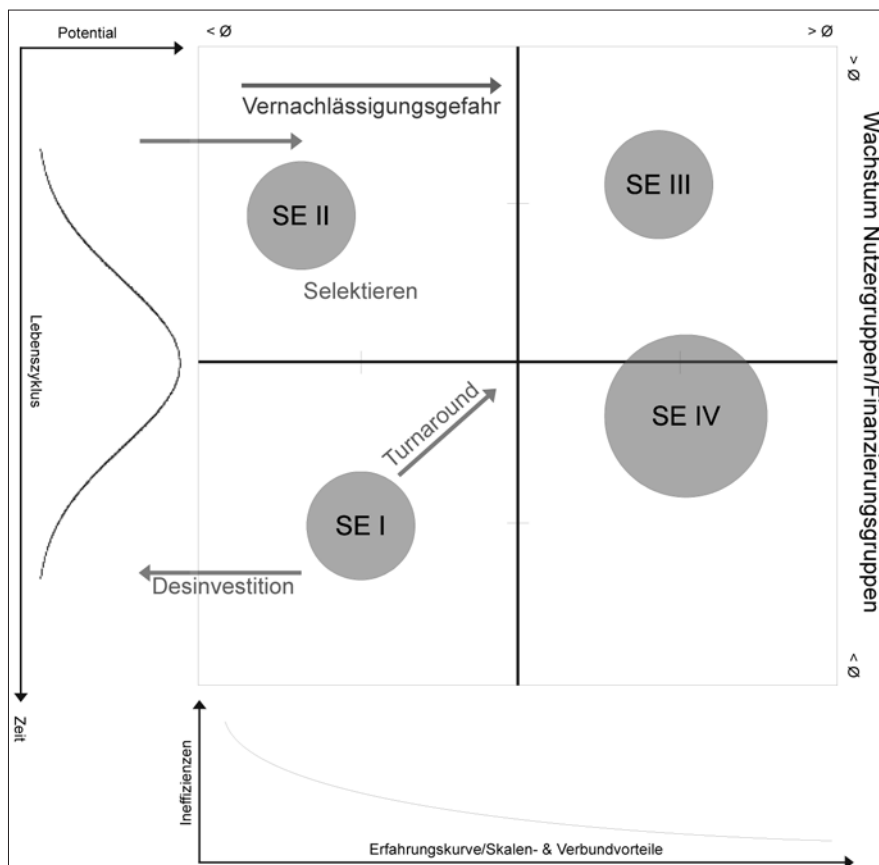 Potential
< Ø
> Ø
> Ø
Vernachlässigungsgefahr
SE II
SE III
Selektieren
Wachstum Nutzergruppen/Finanzierungsgruppen
Lebenszyklus
Turnaround
SE IV
SE I
Desinvestition
< Ø
Zeit
Ineffizienzen
Erfahrungskurve/Skalen- & Verbundvorteile